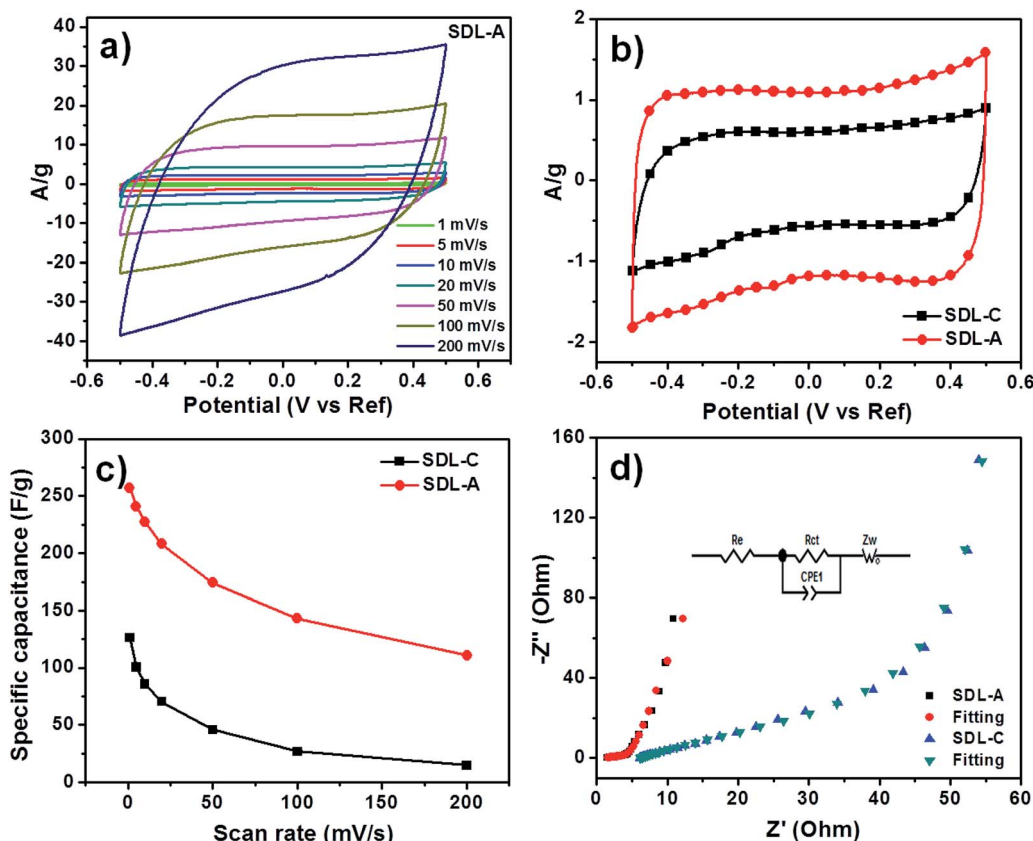 a)
SDL-A
40
30
20
10
0
-10
-20
-30
-40
A/g
1 mV/s
5 mV/s
10 mV/s
20 mV/s
50 mV/s
100 mV/s
200 mV/s
-0.6 -0.4 -0.2 0.0 0.2 0.4 0.6
Potential (V vs Ref)
b)
2
1
0
-1
-2
A/g
SDL-C
SDL-A
-0.6 -0.4 -0.2 0.0 0.2 0.4 0.6
Potential (V vs Ref)
c)
SDL-C
SDL-A
300
250
200
150
100
50
0
Specific capacitance (F/g)
0 50 100 150 200
Scan rate (mV/s)
d)
160
120
80
40
0
-Z" (Ohm)
Re Rct Zw
CPE1
SDL-A
Fitting
SDL-C
Fitting
0 10 20 30 40 50 60
Z' (Ohm)